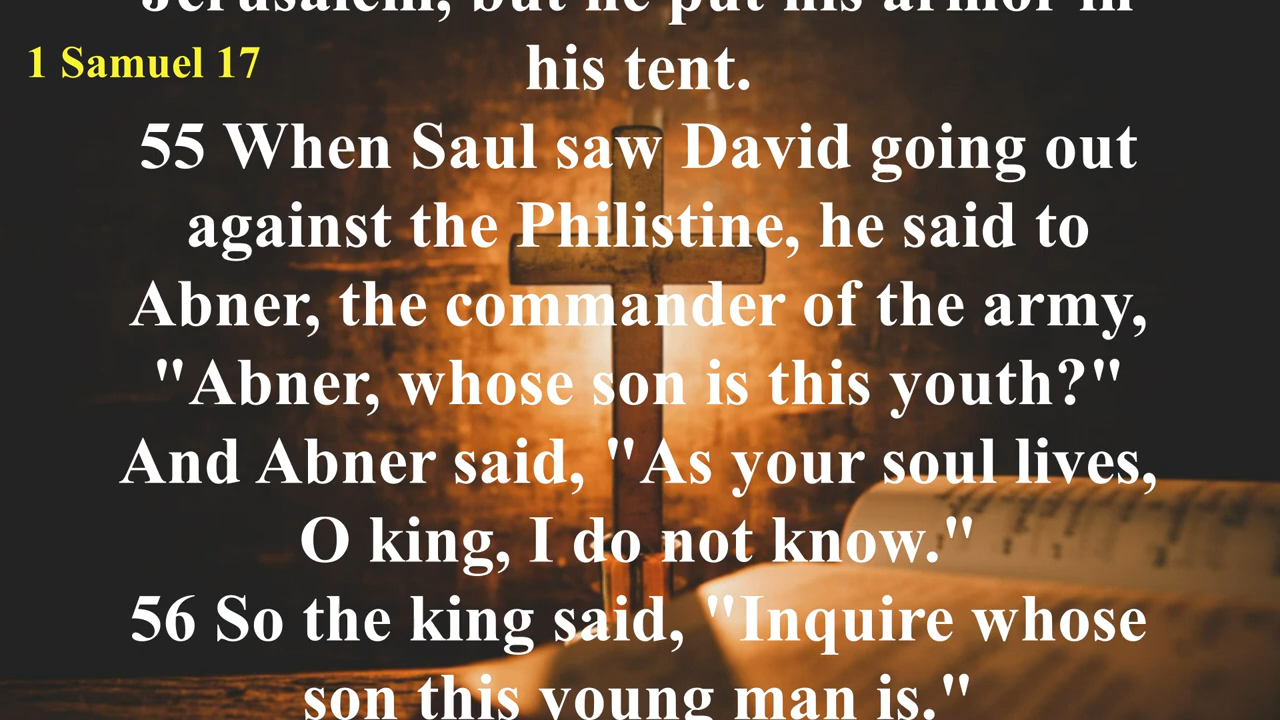 Jerusalem, but he put his armor in
1 Samuel 17
his tent.
55 When Saul saw David going out
against the Philistine, he said to
Abner, the commander of the army,
"Abner, whose son is this youth?"
And Abner said, "As your soul lives,
O king, I do not know."
56 So the king said, "Inquire whose
son this young man is."